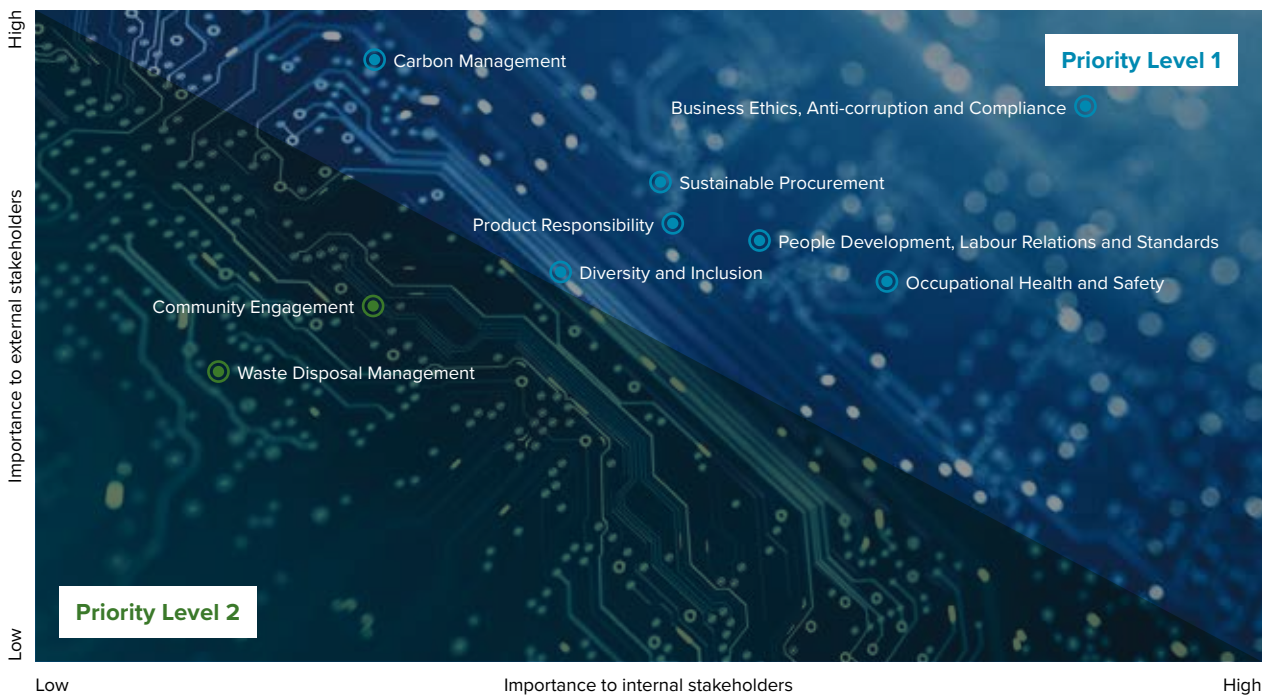 High
Carbon Management
Priority Level 1
Business Ethics, Anti-corruption and Compliance
Sustainable Procurement
Product Responsibility
People Development, Labour Relations and Standards
Diversity and Inclusion
Occupational Health and Safety
Community Engagement
Waste Disposal Management
Importance to external stakeholders
Priority Level 2
Low
Low
Importance to internal stakeholders
High